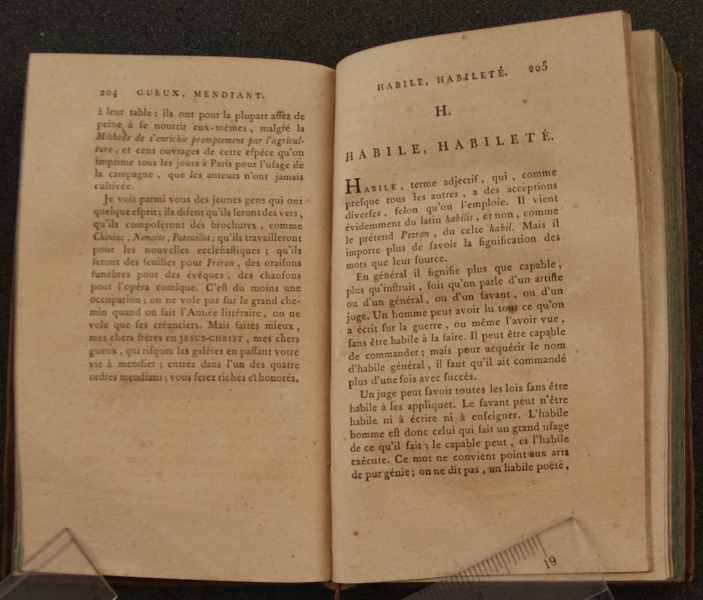 204 GUEUX, MENDIANT.
à leur table ; ils ont pour la plupart aſſez de
peine à ſe nourrir eux-mêmes, malgré la
Méthode de s'enrichir promptement par l'agricul-
ture, et cent ouvrages de cette eſpéce qu'on
imprime tous les jours à Paris pour l'uſage de
la campagne, que les auteurs n'ont jamais
cultivée.
Je vois parmi vous des jeunes gens qui ont
quelque eſprit ; ils diſent qu'ils feront des vers,
qu'ils compoſeront des brochures, comme
Chiniac, Nonotte, Patouillet ; qu'ils travailleront
pour les nouvelles eccléſiaſtiques ; qu'ils
feront des feuilles pour Fréron, des oraiſons
funèbres pour des évêques, des chanſons
pour l'opéra comique. C'eſt du moins une
occupation ; on ne vole pas ſur le grand che-
min quand on fait l'Année littéraire, on ne
vole que ſes créanciers. Mais faites mieux,
mes chers frères en JESUS-CHRIST, mes chers
gueux, qui riſquez les galères en paſſant votre
vie à mendier ; entrez dans l'un des quatre
ordres mendians ; vous ferez riches et honorés.
HABILE, HABILETÉ. 205
H.
HABILE, HABILETÉ.
HABILE, terme adjectif, qui, comme
preſque tous les autres, a des acceptions
diverſes, ſelon qu'on l'emploie. Il vient
évidemment du latin habilis, et non, comme
le prétend Pezron, du celte habil. Mais il
importe plus de ſavoir la ſignification des
mots que leur ſource.
En général il ſignifie plus que capable,
plus qu'inſtruit, ſoit qu'on parle d'un artiſte
ou d'un général, ou d'un ſavant, ou d'un
juge. Un homme peut avoir lu tout ce qu'on
a écrit ſur la guerre, ou même l'avoir vue,
ſans être habile à la faire. Il peut être capable
de commander ; mais pour acquérir le nom
d'habile général, il faut qu'il ait commandé
plus d'une fois avec ſuccès.
Un juge peut ſavoir toutes les lois ſans être
habile à les appliquer. Le ſavant peut n'être
habile ni à écrire ni à enſeigner. L'habile
homme eſt donc celui qui fait un grand uſage
de ce qu'il ſait ; le capable peut, et l'habile
exécute. Ce mot ne convient point aux arts
de pur génie ; on ne dit pas, un habile poëte,
18
19